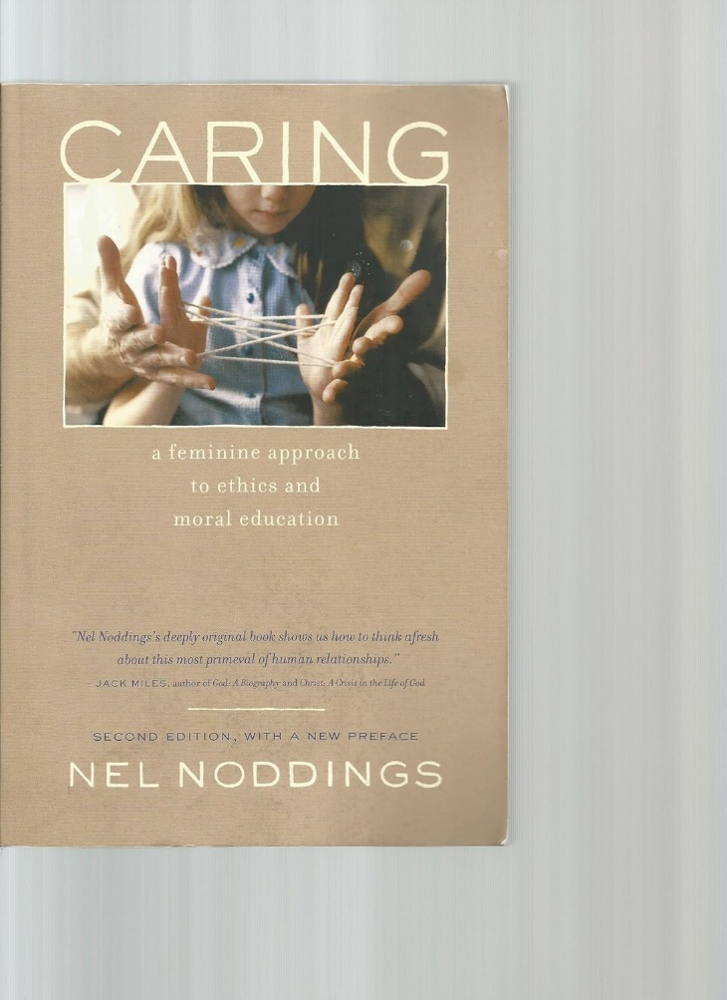 CARING
a feminine approach
to ethics and
moral education
"Nel Noddings's deeply original book shows us how to think afresh
about this most primeval of human relationships."
JACK MILES, author of God: A Biography and Christ: A Crisis in the Life of God
SECOND EDITION, WITH A NEW PREFACE
NEL NODDINGS